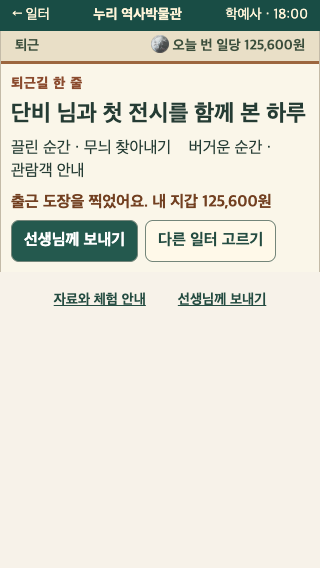 ← 일터 누리 역사박물관 학예사 · 18:00
퇴근 오늘 번 일당 125,600원
퇴근길 한 줄
단비 님과 첫 전시를 함께 본 하루
끌린 순간 · 무늬 찾아내기 버거운 순간 ·
관람객 안내
출근 도장을 찍었어요. 내 지갑 125,600원
선생님께 보내기 다른 일터 고르기
자료와 체험 안내 선생님께 보내기